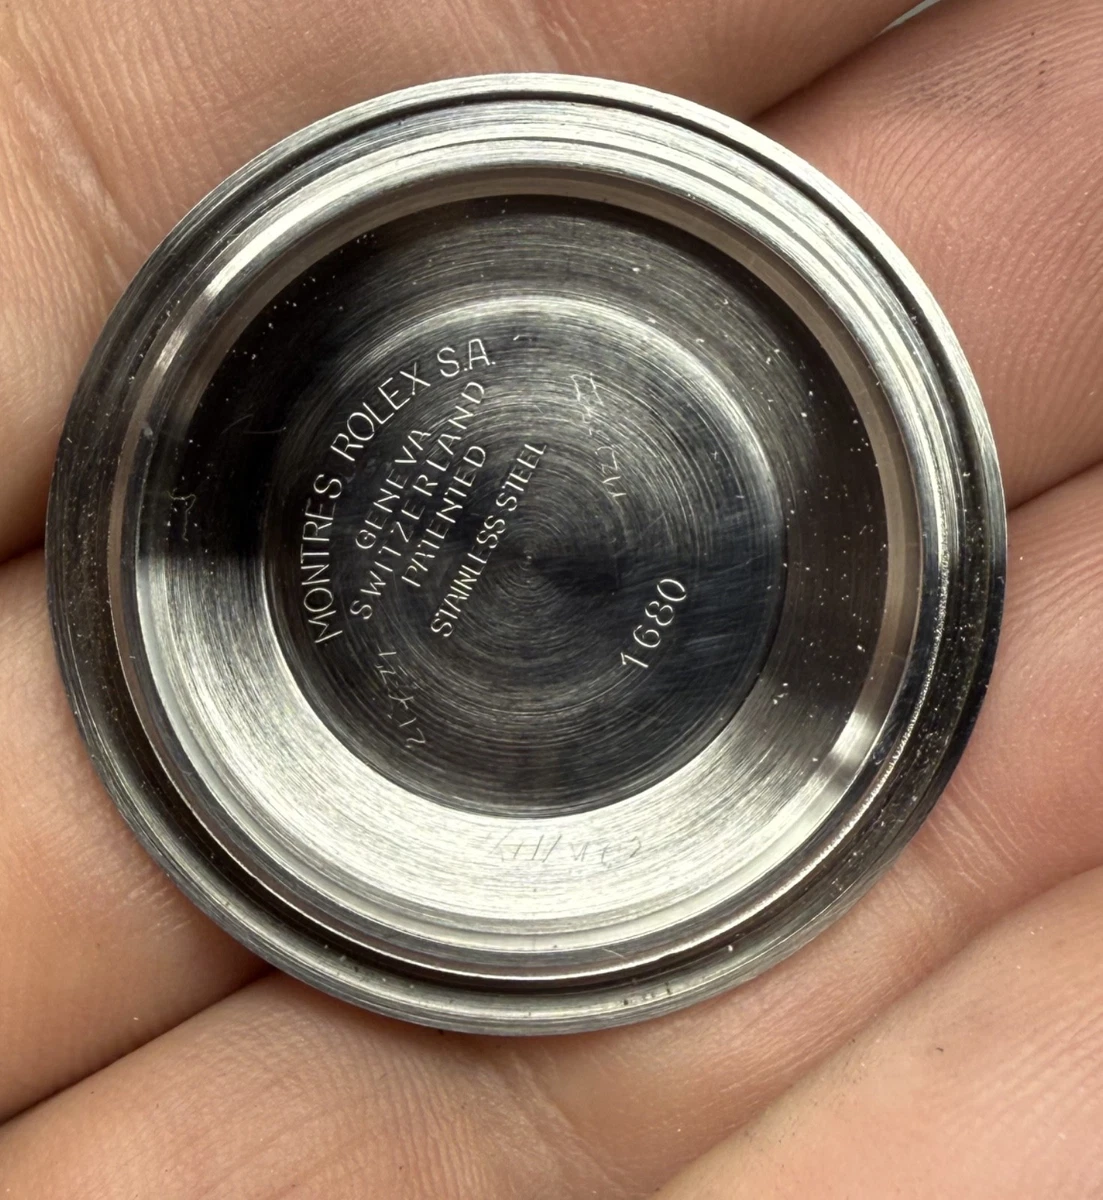 MONTRES ROLEX S.A.
GENEVA
SWITZERLAND
PATENTED
STAINLESS STEEL
1680